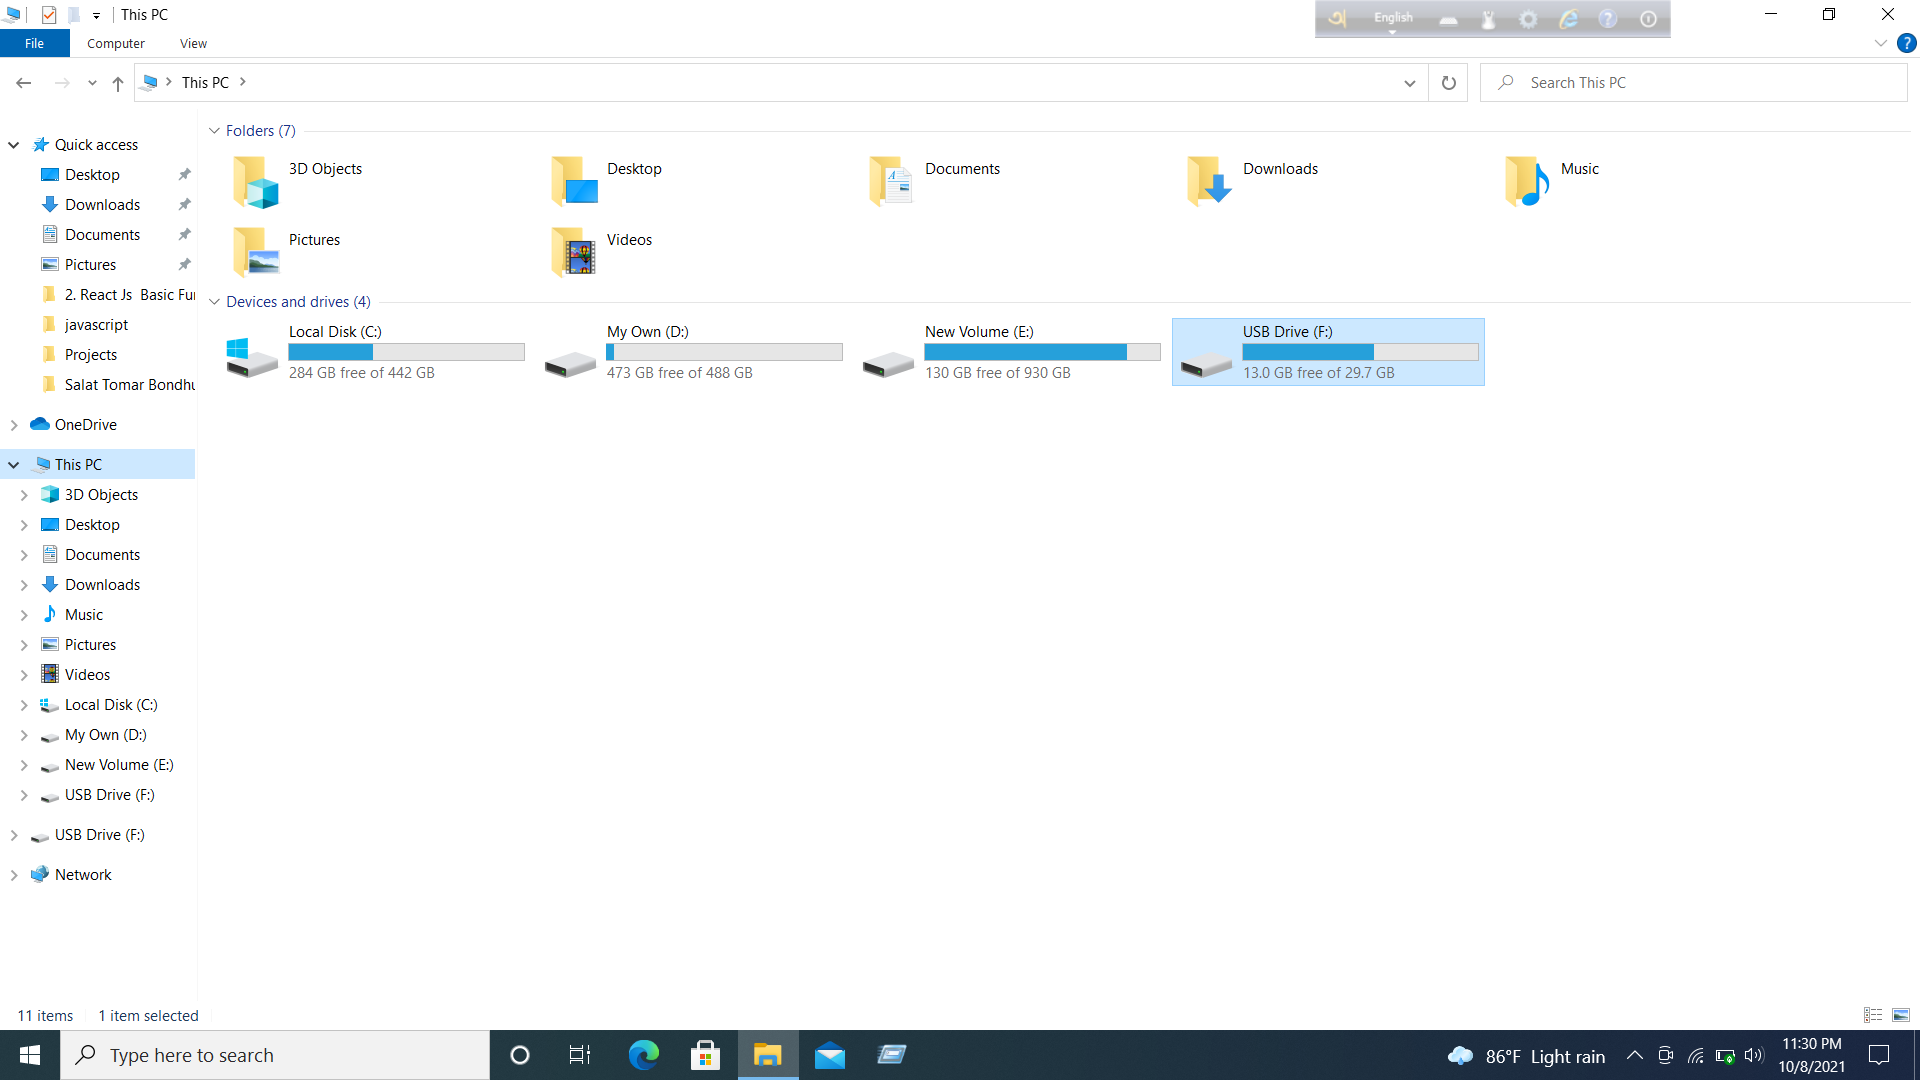 This PC
অ English
File Computer View
This PC
Search This PC
Quick access
Desktop
Downloads
Documents
Pictures
2. React Js Basic Fu
javascript
Projects
Salat Tomar Bondhu
OneDrive
This PC
3D Objects
Desktop
Documents
Downloads
Music
Pictures
Videos
Local Disk (C:)
My Own (D:)
New Volume (E:)
USB Drive (F:)
USB Drive (F:)
Network
Folders (7)
3D Objects
Desktop
Documents
Downloads
Music
Pictures
Videos
Devices and drives (4)
Local Disk (C:)
284 GB free of 442 GB
My Own (D:)
473 GB free of 488 GB
New Volume (E:)
130 GB free of 930 GB
USB Drive (F:)
13.0 GB free of 29.7 GB
11 items 1 item selected
Type here to search
86°F Light rain
11:30 PM
10/8/2021